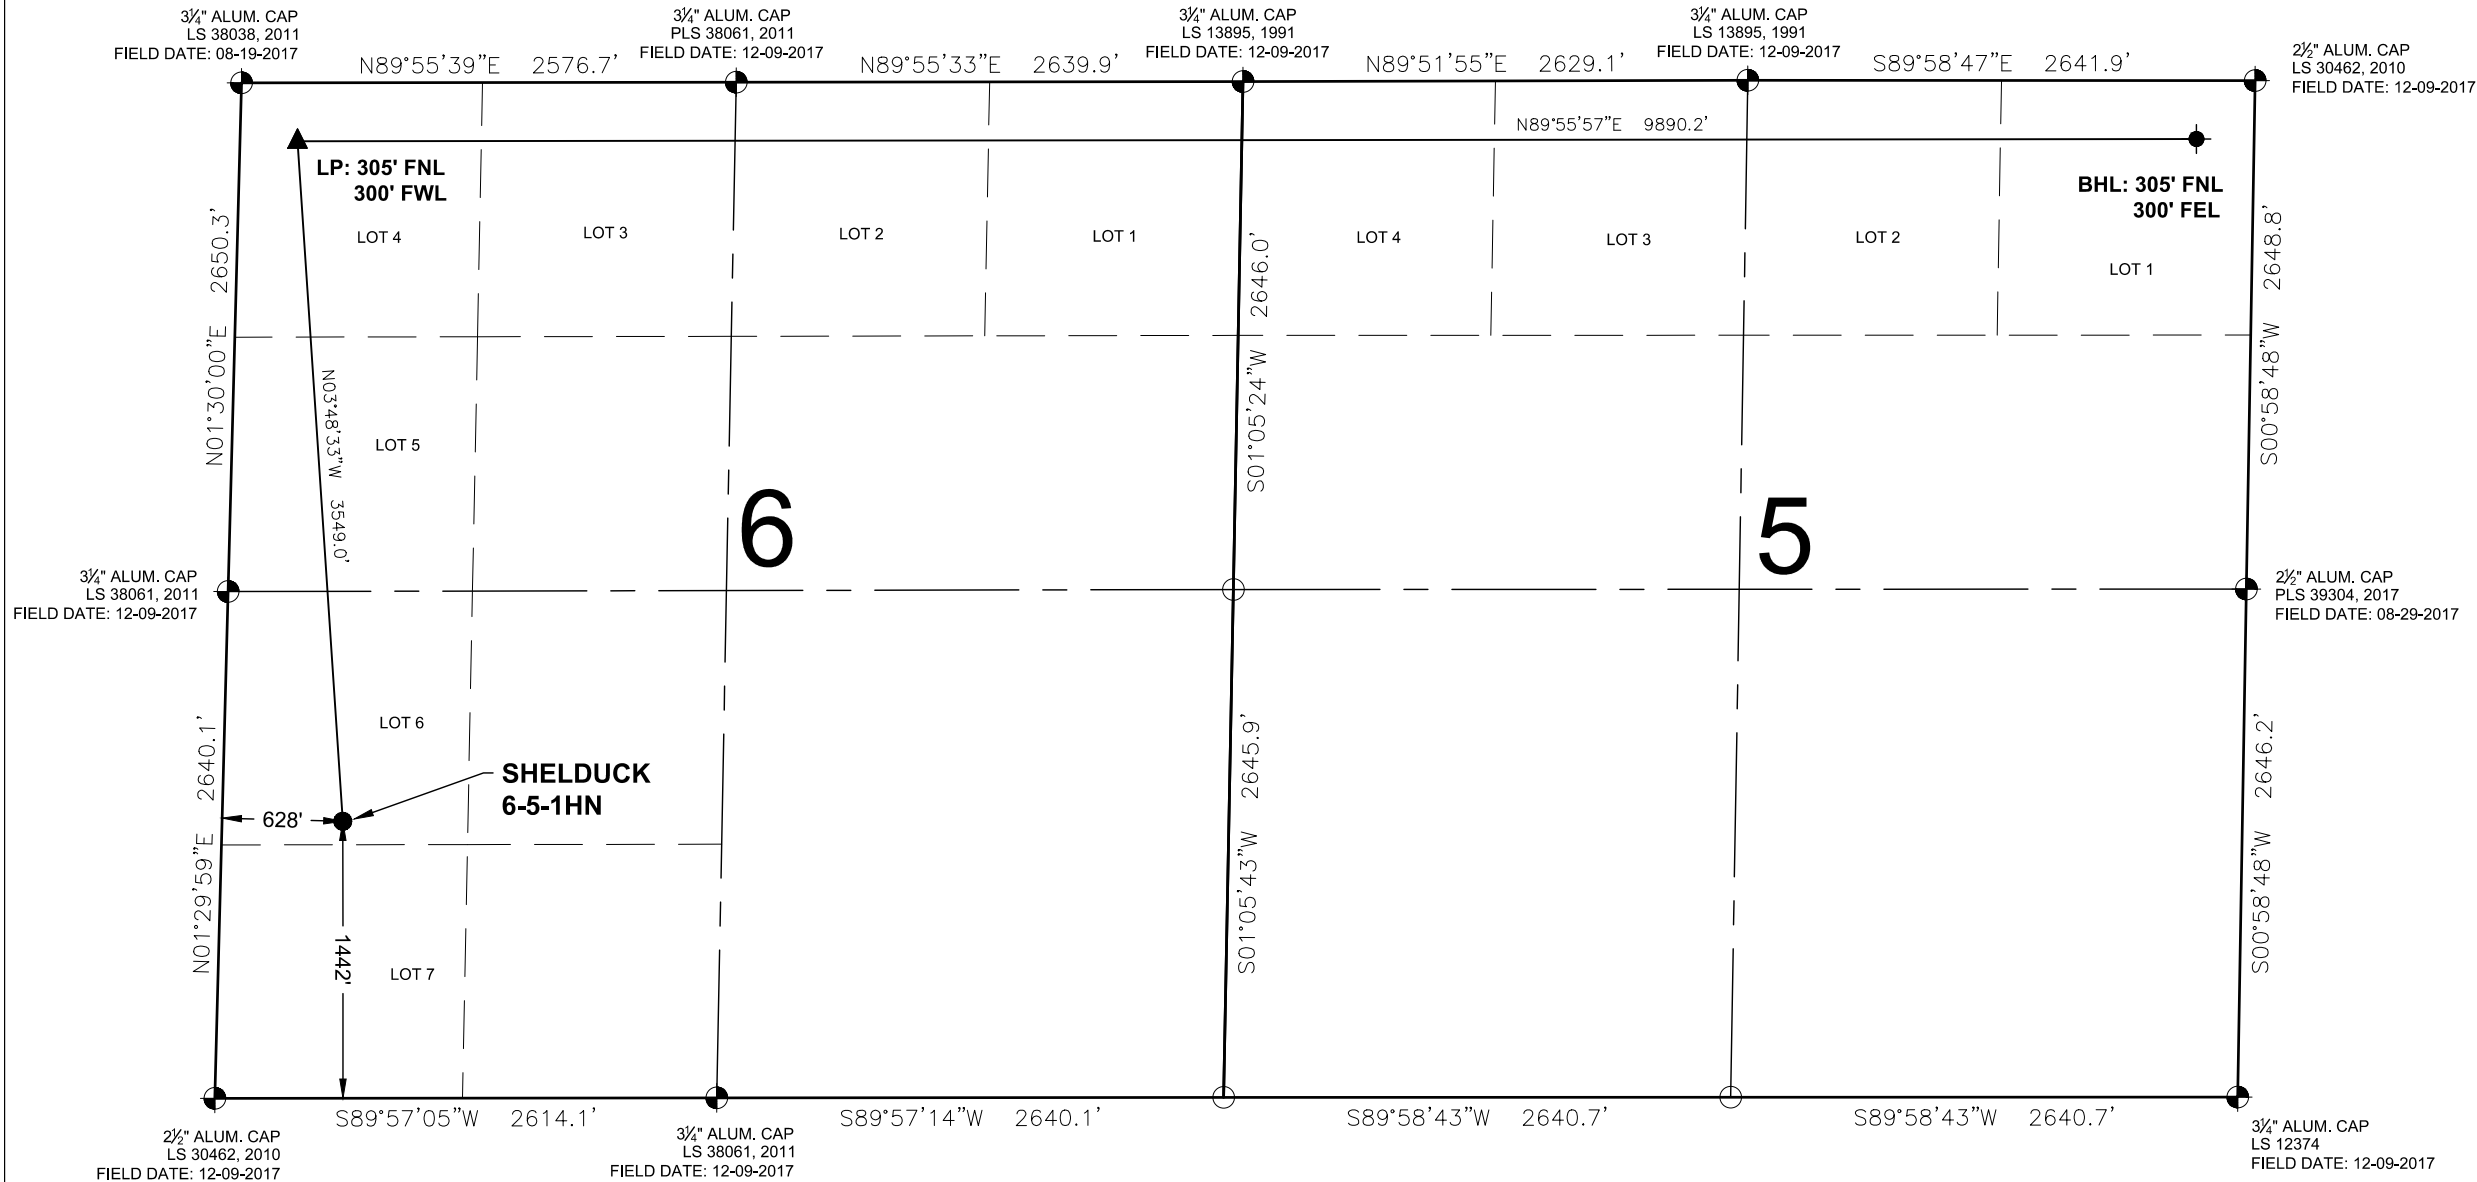 3¼" ALUM. CAP
LS 38038, 2011
FIELD DATE: 08-19-2017
3¼" ALUM. CAP
PLS 38061, 2011
FIELD DATE: 12-09-2017
3¼" ALUM. CAP
LS 13895, 1991
FIELD DATE: 12-09-2017
3¼" ALUM. CAP
LS 13895, 1991
FIELD DATE: 12-09-2017
2½" ALUM. CAP
LS 30462, 2010
FIELD DATE: 12-09-2017
N89°55'39"E 2576.7'
N89°55'33"E 2639.9'
N89°51'55"E 2629.1'
S89°58'47"E 2641.9'
N89°55'57"E 9890.2'
LP: 305' FNL
300' FWL
BHL: 305' FNL
300' FEL
LOT 4
LOT 3
LOT 2
LOT 1
LOT 4
LOT 3
LOT 2
LOT 1
N01°30'00"E 2650.3'
S01°05'24"W 2646.0'
S00°58'48"W 2648.8'
N03°48'33"W 3549.0'
LOT 5
6
5
3¼" ALUM. CAP
LS 38061, 2011
FIELD DATE: 12-09-2017
2½" ALUM. CAP
PLS 39304, 2017
FIELD DATE: 08-29-2017
LOT 6
SHELDUCK
6-5-1HN
628'
N01°29'59"E 2640.1'
S01°05'43"W 2645.9'
S00°58'48"W 2646.2'
1442'
LOT 7
S89°57'05"W 2614.1'
S89°57'14"W 2640.1'
S89°58'43"W 2640.7'
S89°58'43"W 2640.7'
2½" ALUM. CAP
LS 30462, 2010
FIELD DATE: 12-09-2017
3¼" ALUM. CAP
LS 38061, 2011
FIELD DATE: 12-09-2017
3¼" ALUM. CAP
LS 12374
FIELD DATE: 12-09-2017